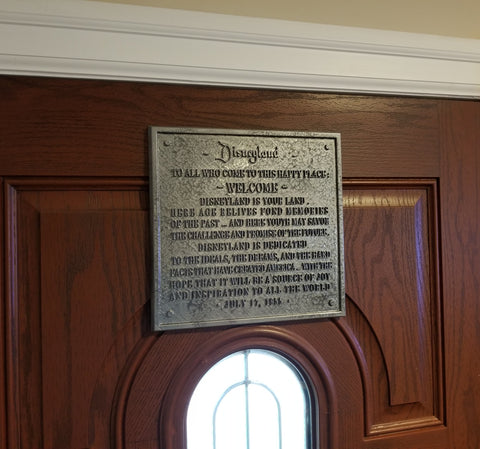 - Disneyland -
TO ALL WHO COME TO THIS HAPPY PLACE:
- WELCOME -
DISNEYLAND IS YOUR LAND.
HERE AGE RELIVES FOND MEMORIES
OF THE PAST... AND HERE YOUTH MAY SAVOR
THE CHALLENGE AND PROMISE OF THE FUTURE.
DISNEYLAND IS DEDICATED
TO THE IDEALS, THE DREAMS, AND THE HARD
FACTS THAT HAVE CREATED AMERICA... WITH THE
HOPE THAT IT WILL BE A SOURCE OF JOY
AND INSPIRATION TO ALL THE WORLD
· JULY 17, 1955 ·